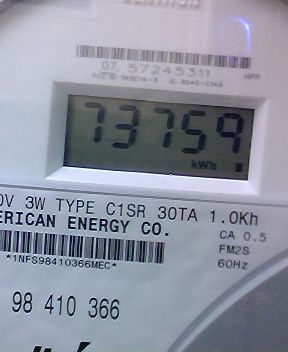 07 57245311
73759
kWh
V 3W TYPE C1SR 30TA 1.0Kh
ERICAN ENERGY CO.
CA 0.5
FM2S
60Hz
*1NFS98410366MEC*
98 410 366